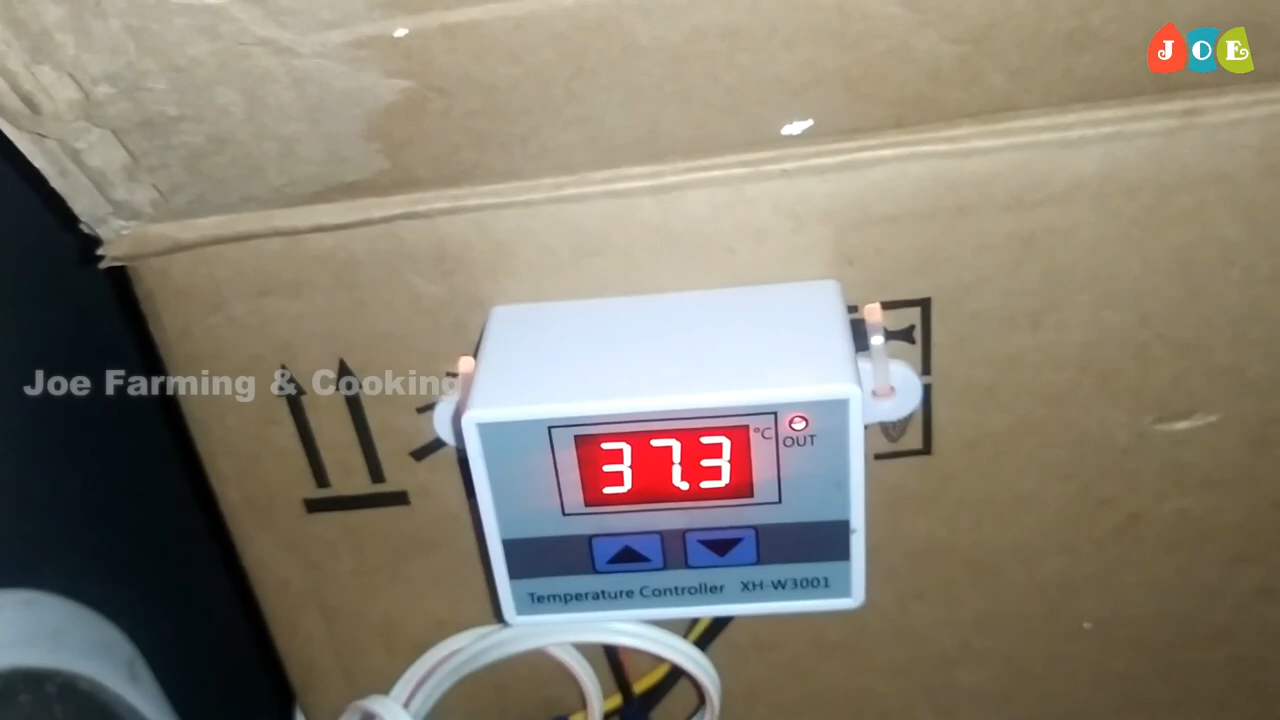 JOE
Joe Farming & Cooking
37.3
°C
OUT
Temperature Controller XH-W3001